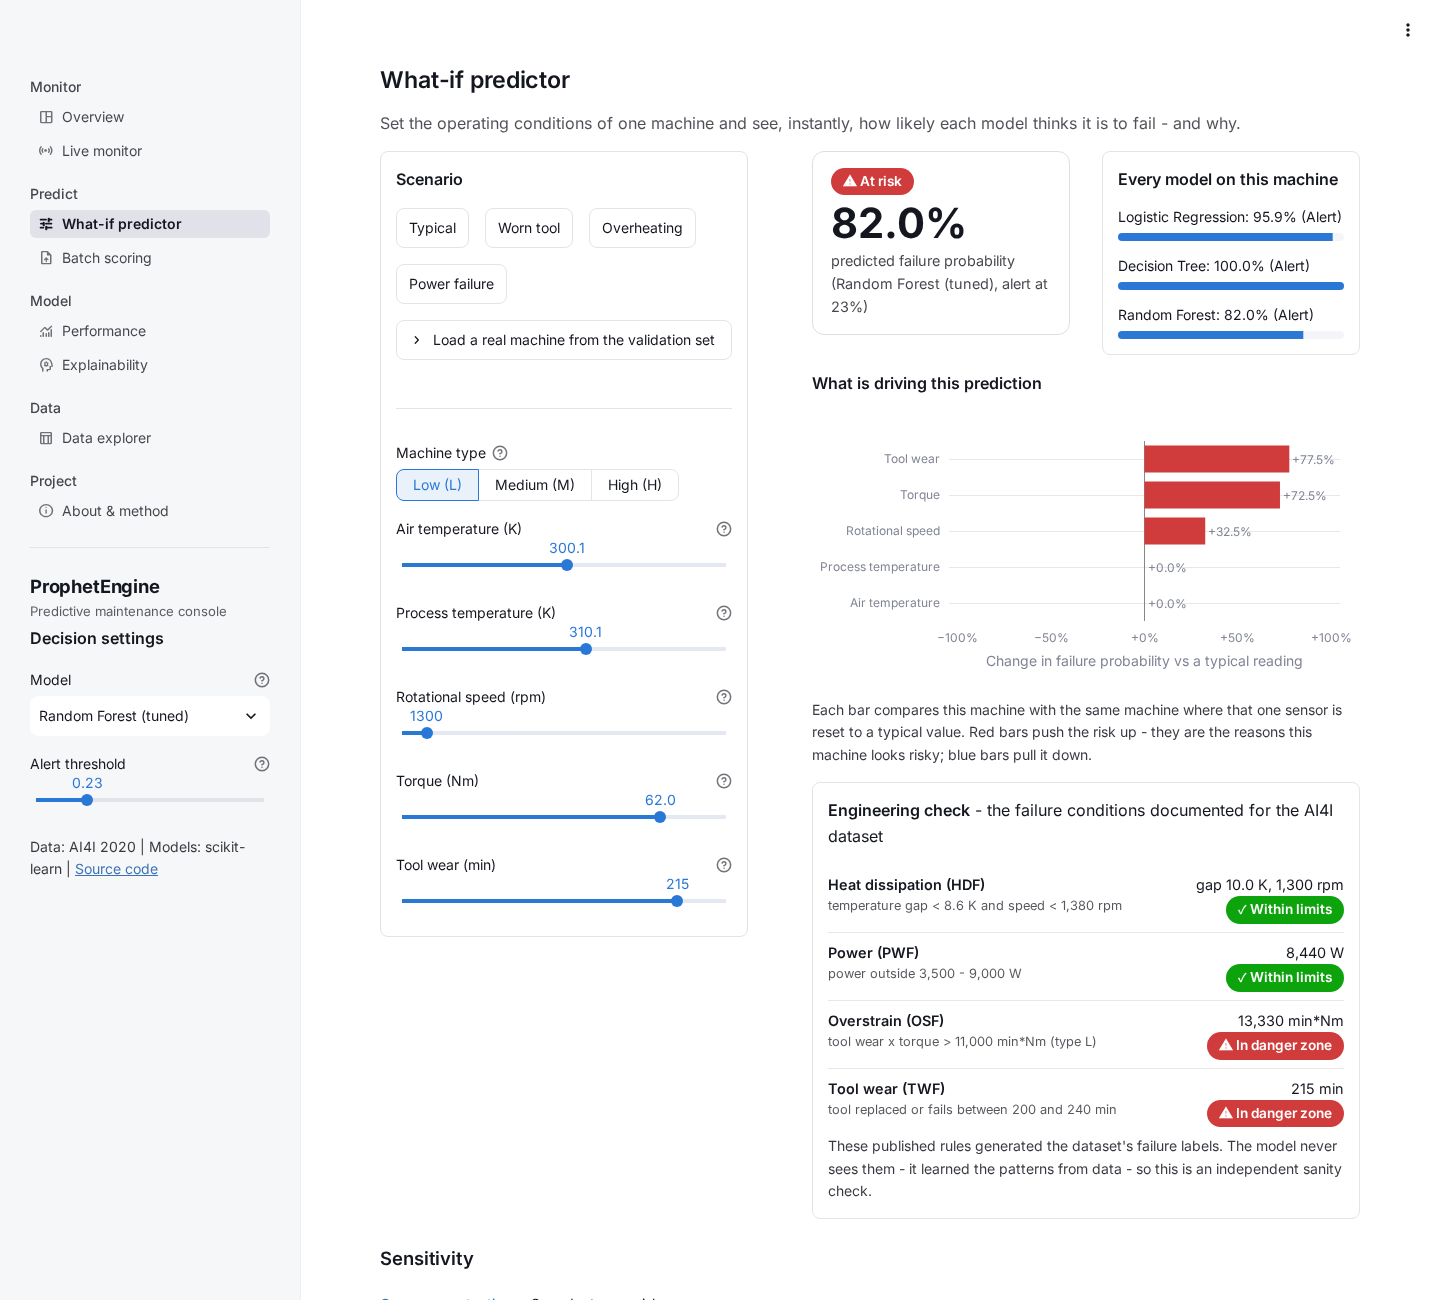 Monitor
Overview
Live monitor
Predict
What-if predictor
Batch scoring
Model
Performance
Explainability
Data
Data explorer
Project
About & method
ProphetEngine
Predictive maintenance console
Decision settings
Model
Random Forest (tuned)
Alert threshold
0.23
Data: AI4I 2020 | Models: scikit-
learn | Source code
What-if predictor
Set the operating conditions of one machine and see, instantly, how likely each model thinks it is to fail - and why.
Scenario
Typical
Worn tool
Overheating
Power failure
Load a real machine from the validation set
Machine type
Low (L)
Medium (M)
High (H)
Air temperature (K)
300.1
Process temperature (K)
310.1
Rotational speed (rpm)
1300
Torque (Nm)
62.0
Tool wear (min)
215
At risk
82.0%
predicted failure probability
(Random Forest (tuned), alert at
23%)
Every model on this machine
Logistic Regression: 95.9% (Alert)
Decision Tree: 100.0% (Alert)
Random Forest: 82.0% (Alert)
What is driving this prediction
Tool wear
+77.5%
Torque
+72.5%
Rotational speed
+32.5%
Process temperature
+0.0%
Air temperature
+0.0%
−100%
−50%
+0%
+50%
+100%
Change in failure probability vs a typical reading
Each bar compares this machine with the same machine where that one sensor is
reset to a typical value. Red bars push the risk up - they are the reasons this
machine looks risky; blue bars pull it down.
Engineering check - the failure conditions documented for the AI4I
dataset
Heat dissipation (HDF)
gap 10.0 K, 1,300 rpm
temperature gap < 8.6 K and speed < 1,380 rpm
✓ Within limits
Power (PWF)
8,440 W
power outside 3,500 - 9,000 W
✓ Within limits
Overstrain (OSF)
13,330 min*Nm
tool wear x torque > 11,000 min*Nm (type L)
In danger zone
Tool wear (TWF)
215 min
tool replaced or fails between 200 and 240 min
In danger zone
These published rules generated the dataset's failure labels. The model never
sees them - it learned the patterns from data - so this is an independent sanity
check.
Sensitivity